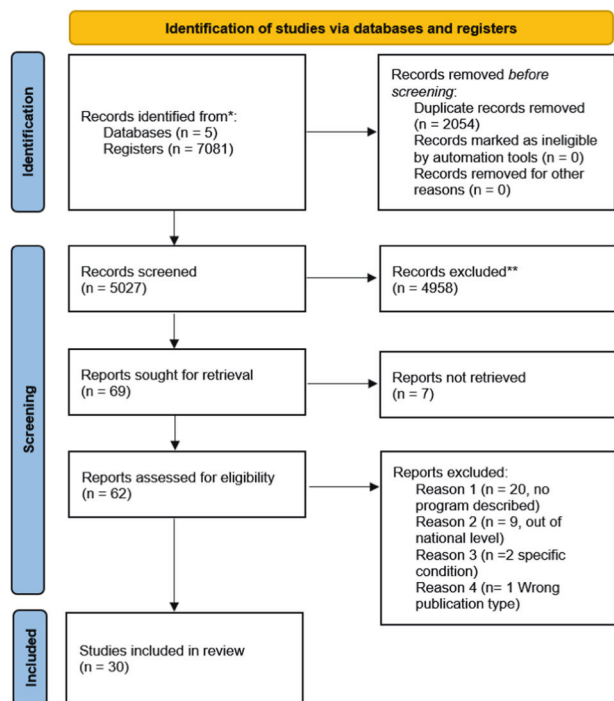 Identification of studies via databases and registers
Identification
Records identified from*:
Databases (n = 5)
Registers (n = 7081)
Records removed before
screening:
Duplicate records removed
(n = 2054)
Records marked as ineligible
by automation tools (n = 0)
Records removed for other
reasons (n = 0)
Screening
Records screened
(n = 5027)
Records excluded**
(n = 4958)
Reports sought for retrieval
(n = 69)
Reports not retrieved
(n = 7)
Reports assessed for eligibility
(n = 62)
Reports excluded:
Reason 1 (n = 20, no
program described)
Reason 2 (n = 9, out of
national level)
Reason 3 (n =2 specific
condition)
Reason 4 (n= 1 Wrong
publication type)
Included
Studies included in review
(n = 30)